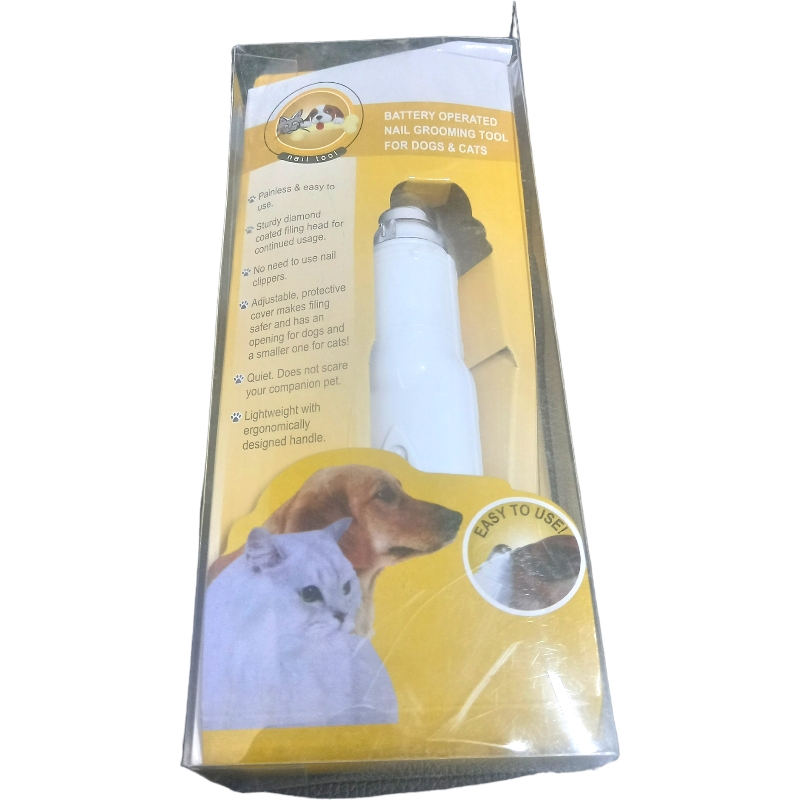 BATTERY OPERATED
NAIL GROOMING TOOL
FOR DOGS & CATS
nail tool
Painless & easy to
use.
Sturdy diamond
coated filing head for
continued usage.
No need to use nail
clippers.
Adjustable, protective
cover makes filing
safer and has an
opening for dogs and
a smaller one for cats!
Quiet. Does not scare
your companion pet.
Lightweight with
ergonomically
designed handle.
EASY TO USE!